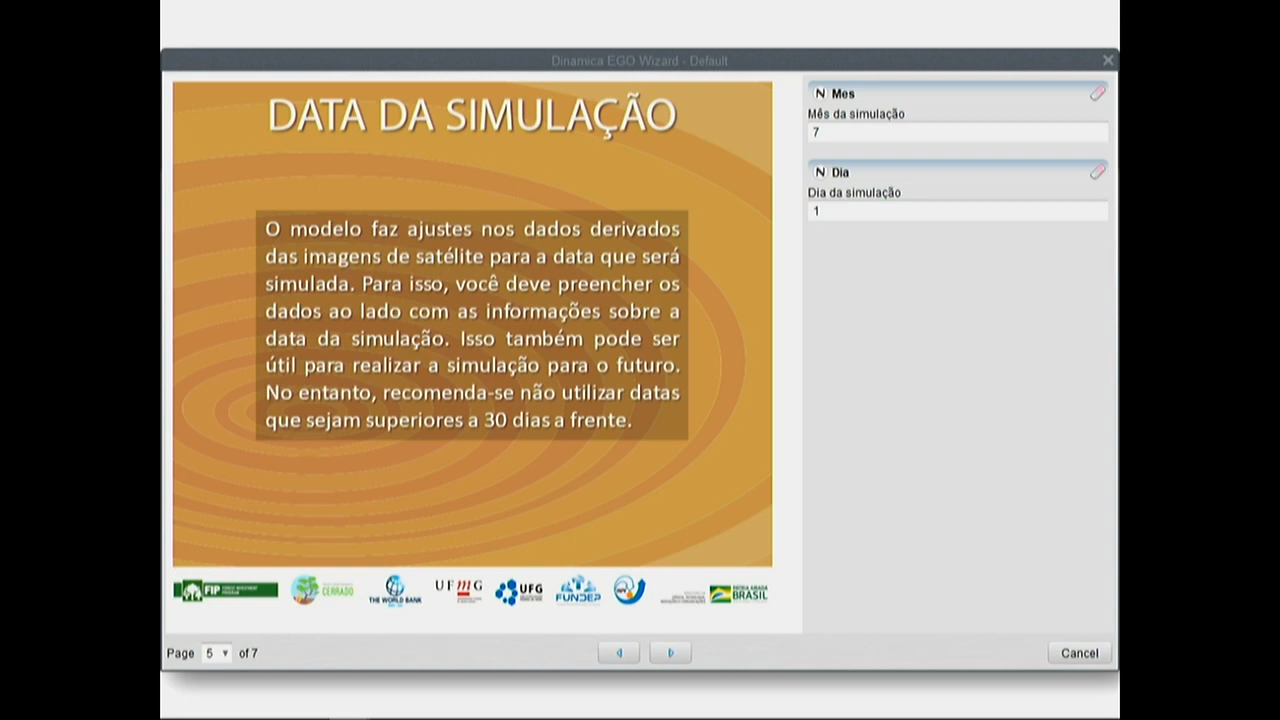 Dinamica EGO Wizard - Default
DATA DA SIMULAÇÃO
O modelo faz ajustes nos dados derivados
das imagens de satélite para a data que será
simulada. Para isso, você deve preencher os
dados ao lado com as informações sobre a
data da simulação. Isso também pode ser
útil para realizar a simulação para o futuro.
No entanto, recomenda-se não utilizar datas
que sejam superiores a 30 dias a frente.
N Mes
Mês da simulação
7
N Dia
Dia da simulação
1
FIP
CERRADO
THE WORLD BANK
UFMG
UFG
FUNDEP
PÁTRIA AMADA
BRASIL
Page 5 of 7
Cancel